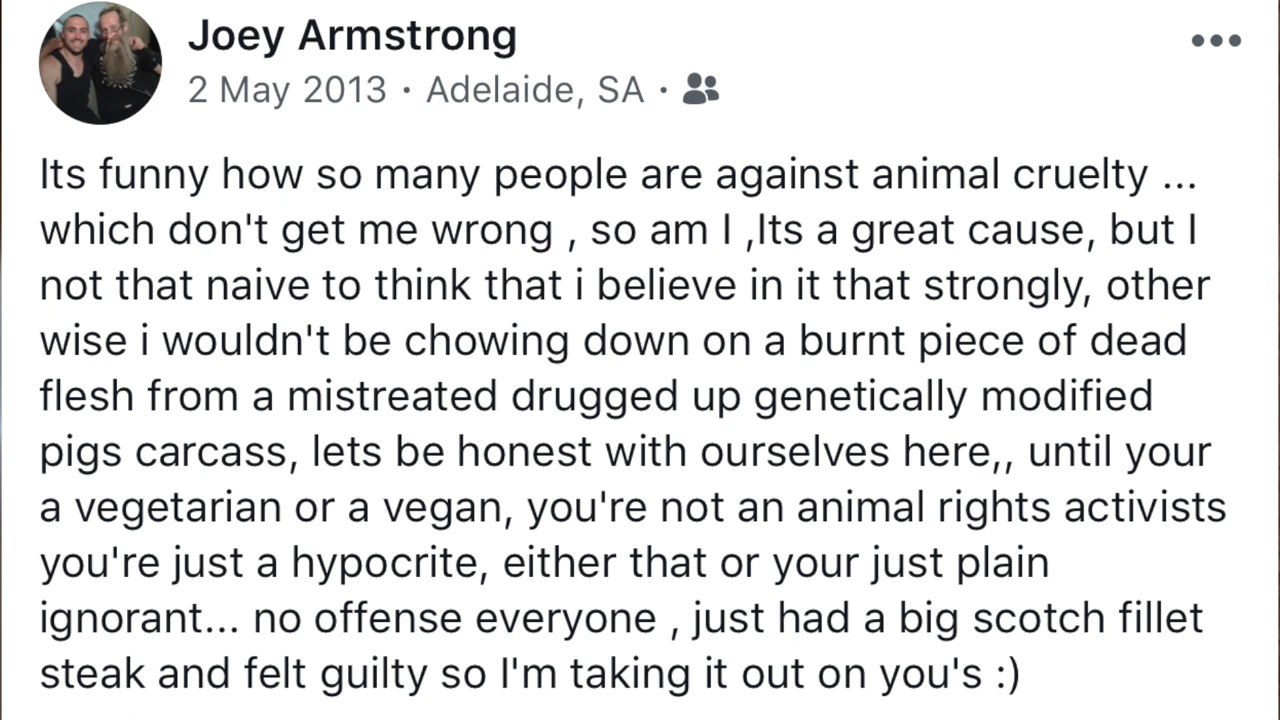 Joey Armstrong
2 May 2013 · Adelaide, SA ·
Its funny how so many people are against animal cruelty ...
which don't get me wrong , so am I ,Its a great cause, but I
not that naive to think that i believe in it that strongly, other
wise i wouldn't be chowing down on a burnt piece of dead
flesh from a mistreated drugged up genetically modified
pigs carcass, lets be honest with ourselves here,, until your
a vegetarian or a vegan, you're not an animal rights activists
you're just a hypocrite, either that or your just plain
ignorant... no offense everyone , just had a big scotch fillet
steak and felt guilty so I'm taking it out on you's :)